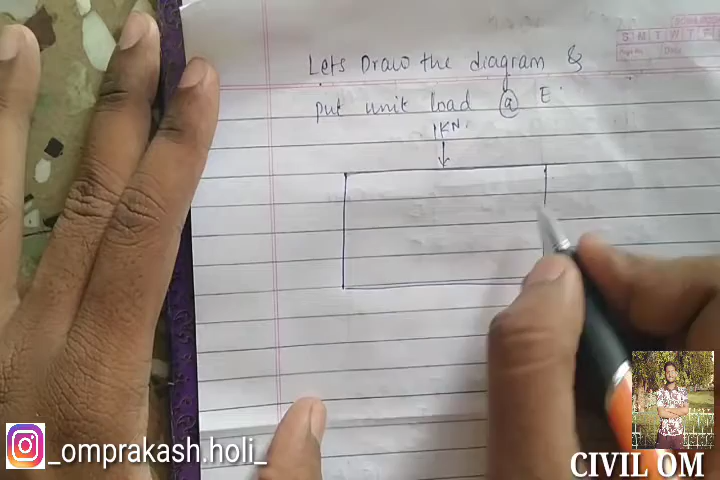 S M T W T F
Lets Draw the diagram &
put unit load @ E.
1KN.
_omprakash.holi_
CIVIL OM